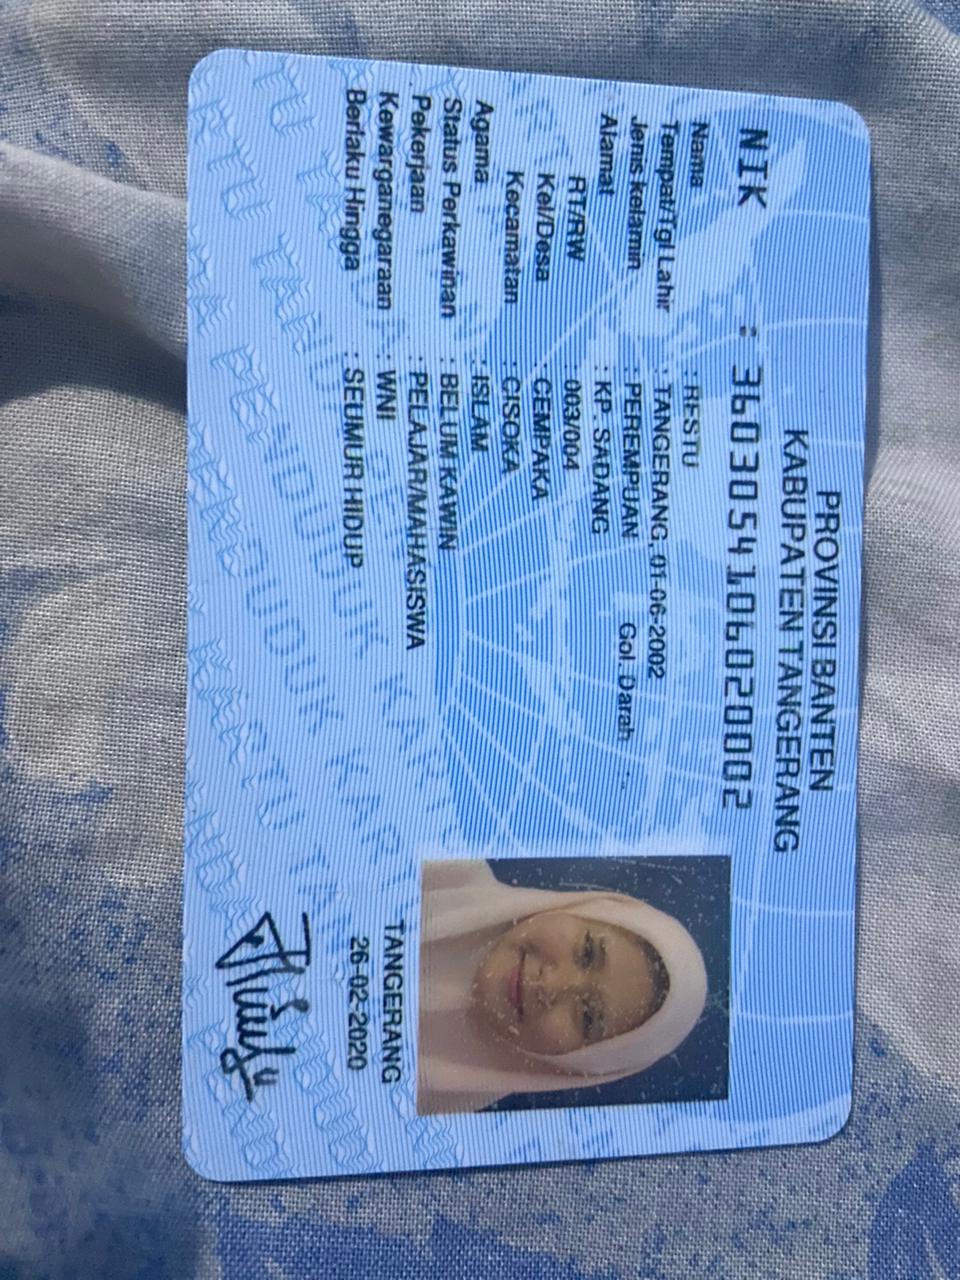 PROVINSI BANTEN
KABUPATEN TANGERANG
NIK : 3603054106020002
Nama : RESTU
Tempat/Tgl Lahir : TANGERANG, 01-06-2002
Jenis kelamin : PEREMPUAN Gol. Darah : -
Alamat : KP. SADANG
RT/RW : 003/004
Kel/Desa : CEMPAKA
Kecamatan : CISOKA
Agama : ISLAM
Status Perkawinan : BELUM KAWIN
Pekerjaan : PELAJAR/MAHASISWA
Kewarganegaraan : WNI
Berlaku Hingga : SEUMUR HIDUP
TANGERANG
26-02-2020